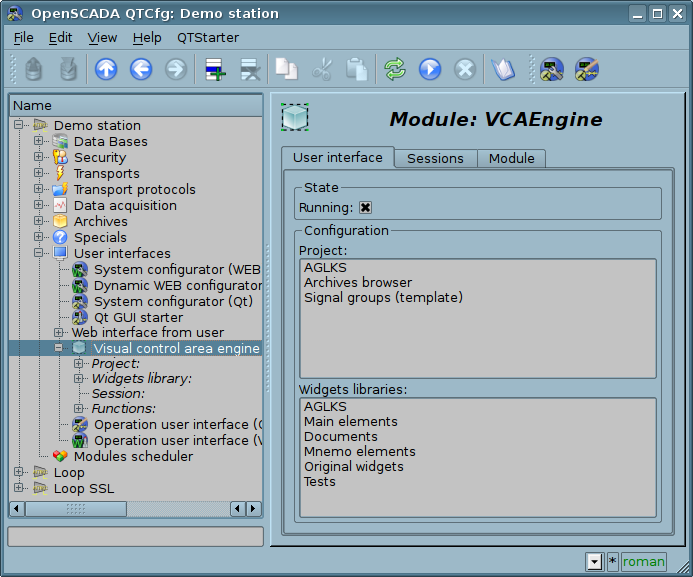 OpenSCADA QTCfg: Demo station
File Edit View Help QTStarter
Name
Demo station
Data Bases
Security
Transports
Transport protocols
Data acquisition
Archives
Specials
User interfaces
System configurator (WEB
Dynamic WEB configurator
System configurator (Qt)
Qt GUI starter
Web interface from user
Visual control area engine
Project:
Widgets library:
Session:
Functions:
Operation user interface (
Operation user interface (V
Modules scheduler
Loop
Loop SSL
Module: VCAEngine
User interface Sessions Module
State
Running:
Configuration
Project:
AGLKS
Archives browser
Signal groups (template)
Widgets libraries:
AGLKS
Main elements
Documents
Mnemo elements
Original widgets
Tests
* roman